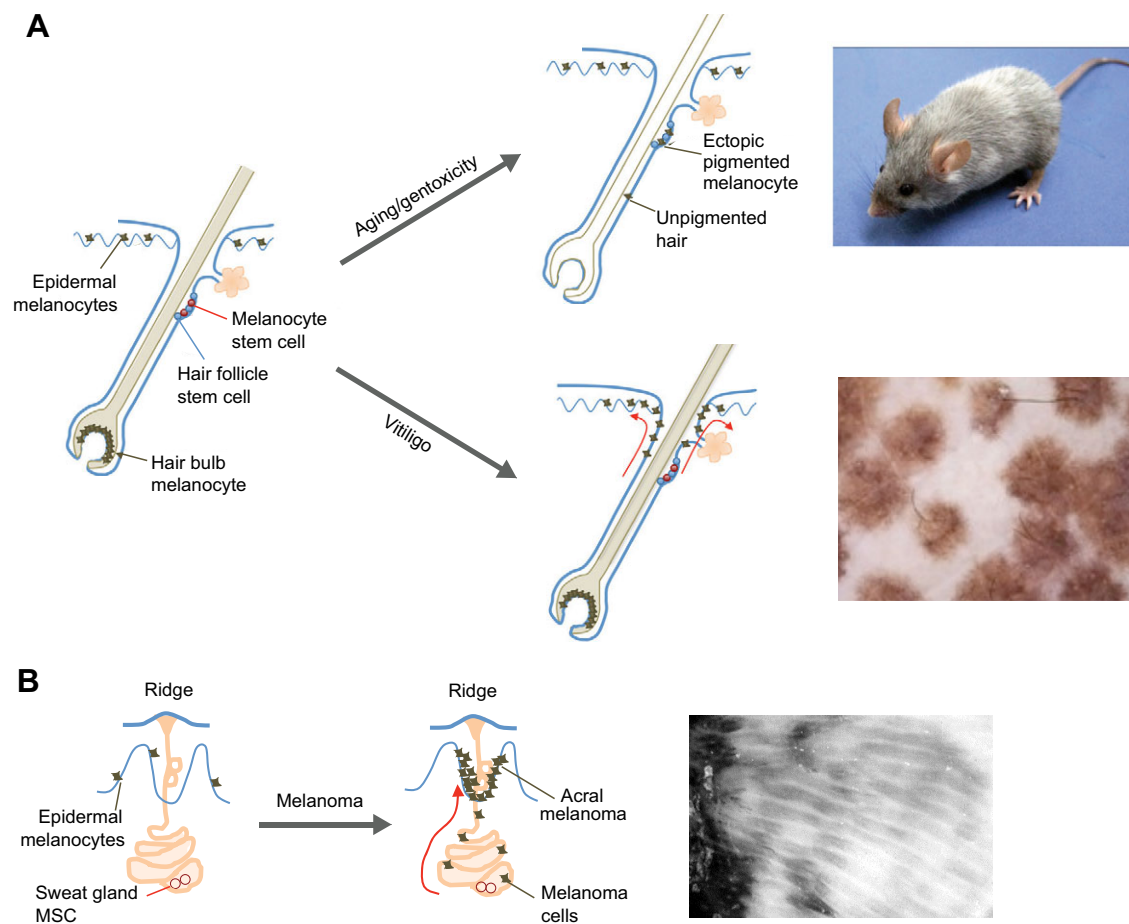 A
Aging/gentoxicity
Ectopic
pigmented
melanocyte
Unpigmented
hair
Epidermal
melanocytes
Melanocyte
stem cell
Hair follicle
stem cell
Hair bulb
melanocyte
Vitiligo
B
Ridge
Epidermal
melanocytes
Sweat gland
MSC
Melanoma
Ridge
Acral
melanoma
Melanoma
cells